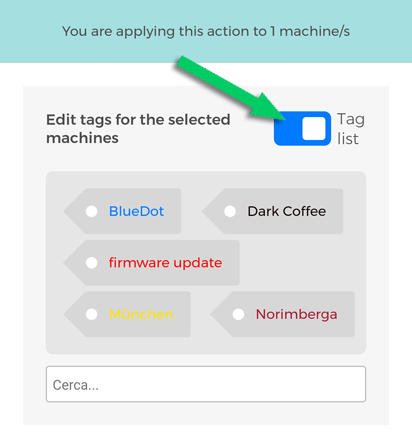 You are applying this action to 1 machine/s
Edit tags for the selected machines
Tag list
BlueDot
Dark Coffee
firmware update
München
Norimberga
Cerca...